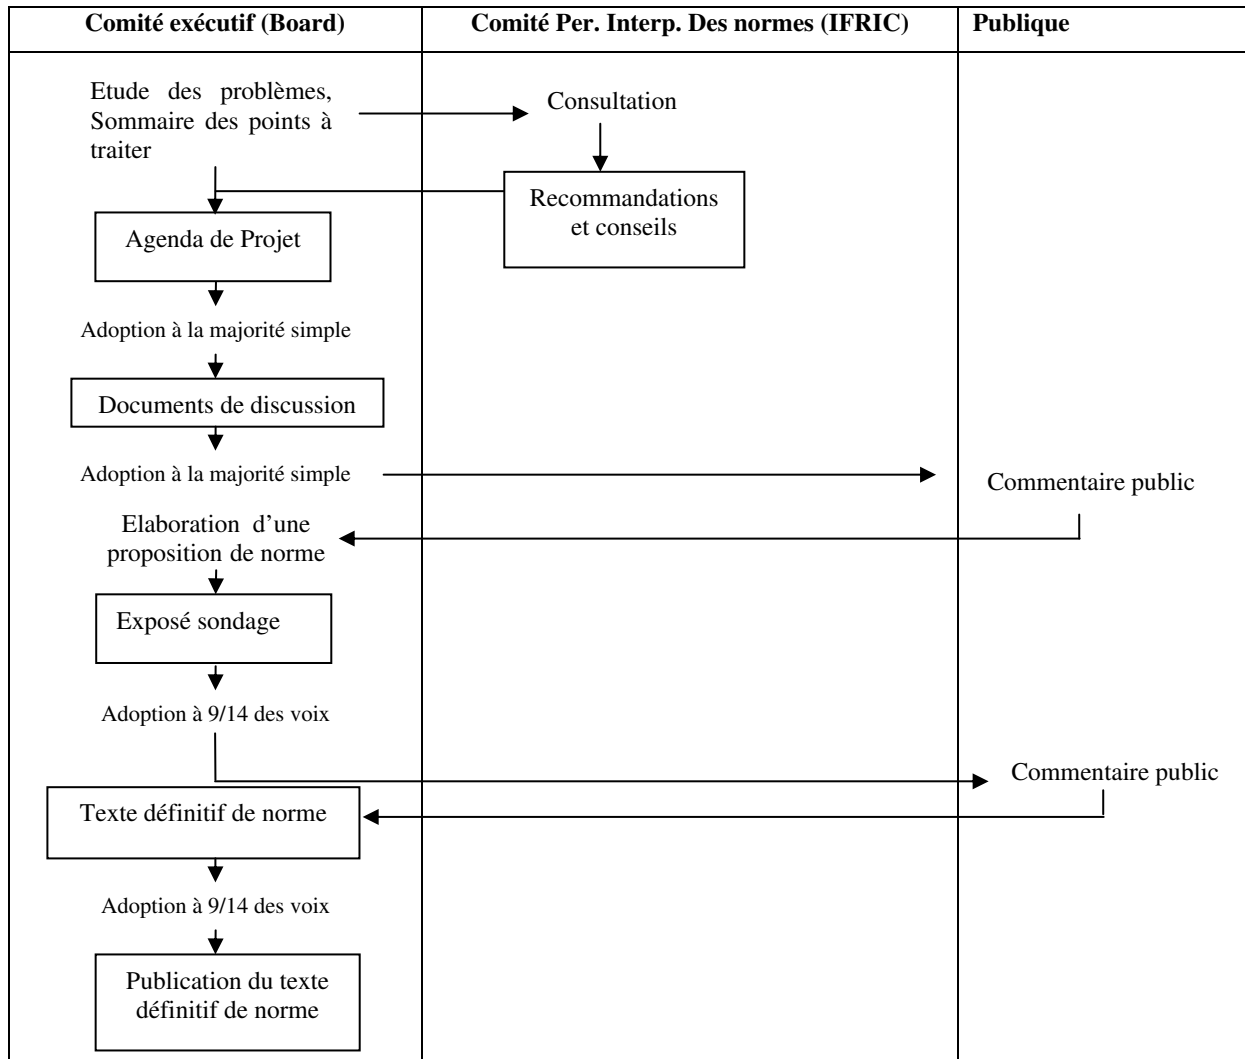 Comité exécutif (Board)
Comité Per. Interp. Des normes (IFRIC)
Publique
Etude des problèmes,
Sommaire des points à
traiter
Consultation
Recommandations
et conseils
Agenda de Projet
Adoption à la majorité simple
Documents de discussion
Adoption à la majorité simple
Commentaire public
Elaboration d’une
proposition de norme
Exposé sondage
Adoption à 9/14 des voix
Commentaire public
Texte définitif de norme
Adoption à 9/14 des voix
Publication du texte
définitif de norme